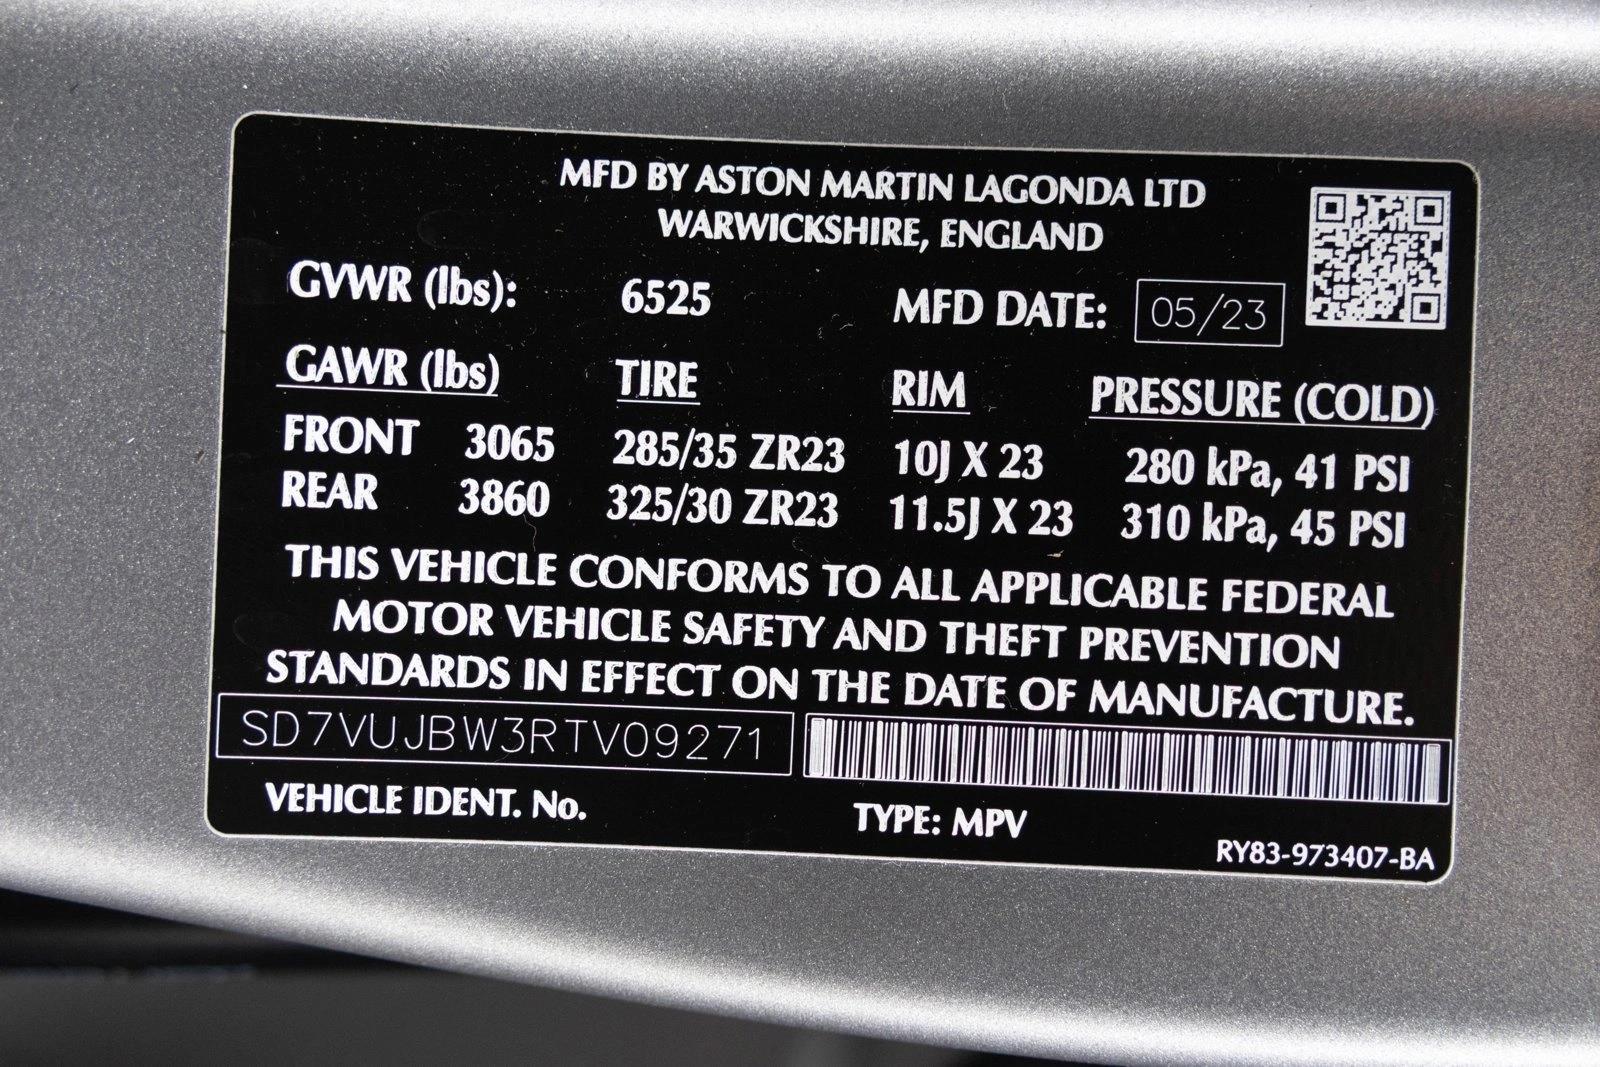 MFD BY ASTON MARTIN LAGONDA LTD
WARWICKSHIRE, ENGLAND
GVWR (lbs): 6525 MFD DATE: 05/23
GAWR (lbs) TIRE RIM PRESSURE (COLD)
FRONT 3065 285/35 ZR23 10J X 23 280 kPa, 41 PSI
REAR 3860 325/30 ZR23 11.5J X 23 310 kPa, 45 PSI
THIS VEHICLE CONFORMS TO ALL APPLICABLE FEDERAL
MOTOR VEHICLE SAFETY AND THEFT PREVENTION
STANDARDS IN EFFECT ON THE DATE OF MANUFACTURE.
SD7VUJBW3RTV09271
VEHICLE IDENT. No. TYPE: MPV
RY83-973407-BA